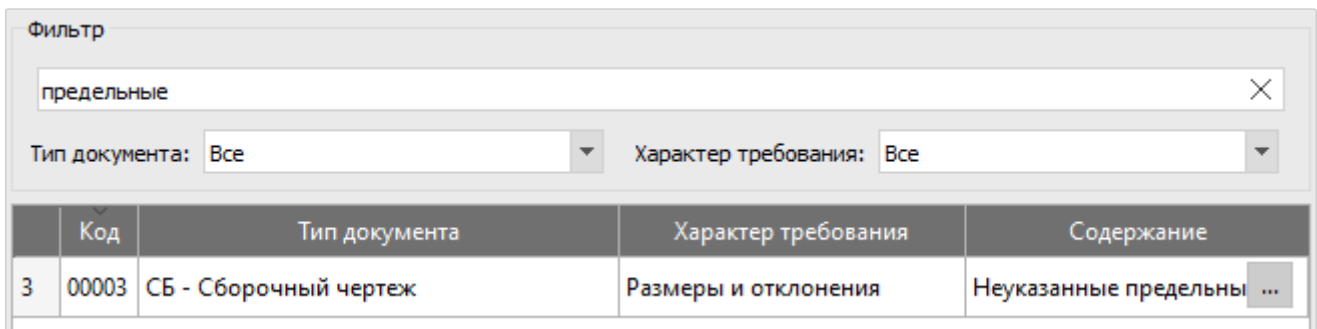 Фильтр
предельные
Тип документа: Все Характер требования: Все
Код Тип документа Характер требования Содержание
3 00003 СБ - Сборочный чертеж Размеры и отклонения Неуказанные предельны ...